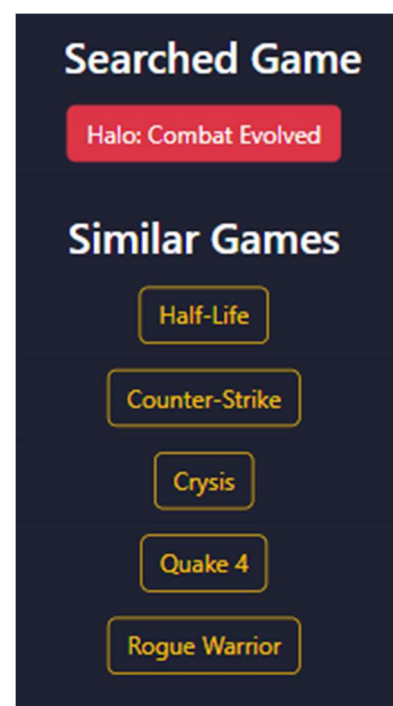 Searched Game
Halo: Combat Evolved
Similar Games
Half-Life
Counter-Strike
Crysis
Quake 4
Rogue Warrior